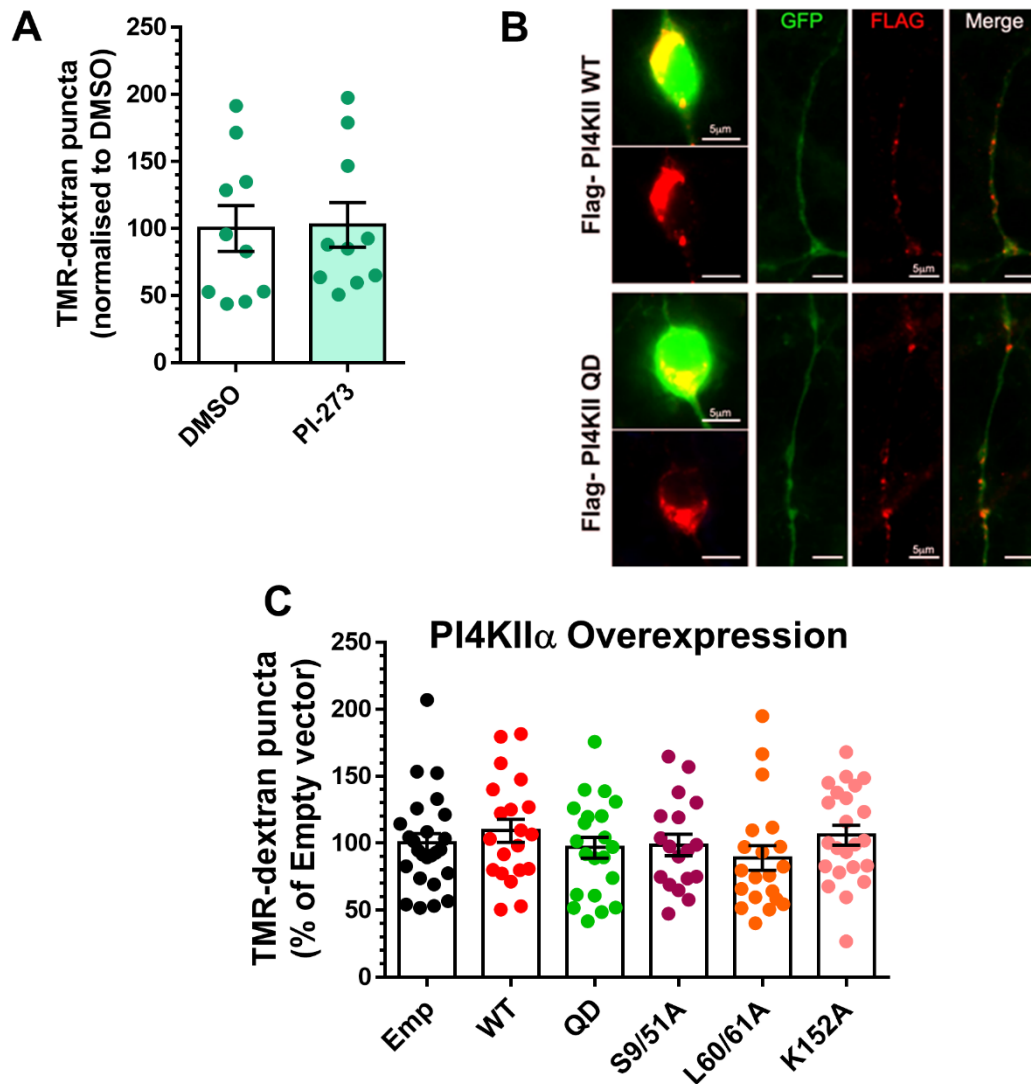 A
TMR-dextran puncta
(normalised to DMSO)
250
200
150
100
50
0
DMSO
PI-273
B
GFP
FLAG
Merge
Flag- PI4KII WT
5µm
5µm
Flag- PI4KII QD
5µm
5µm
C
PI4KIIα Overexpression
TMR-dextran puncta
(% of Empty vector)
250
200
150
100
50
0
Emp
WT
QD
S9/51A
L60/61A
K152A